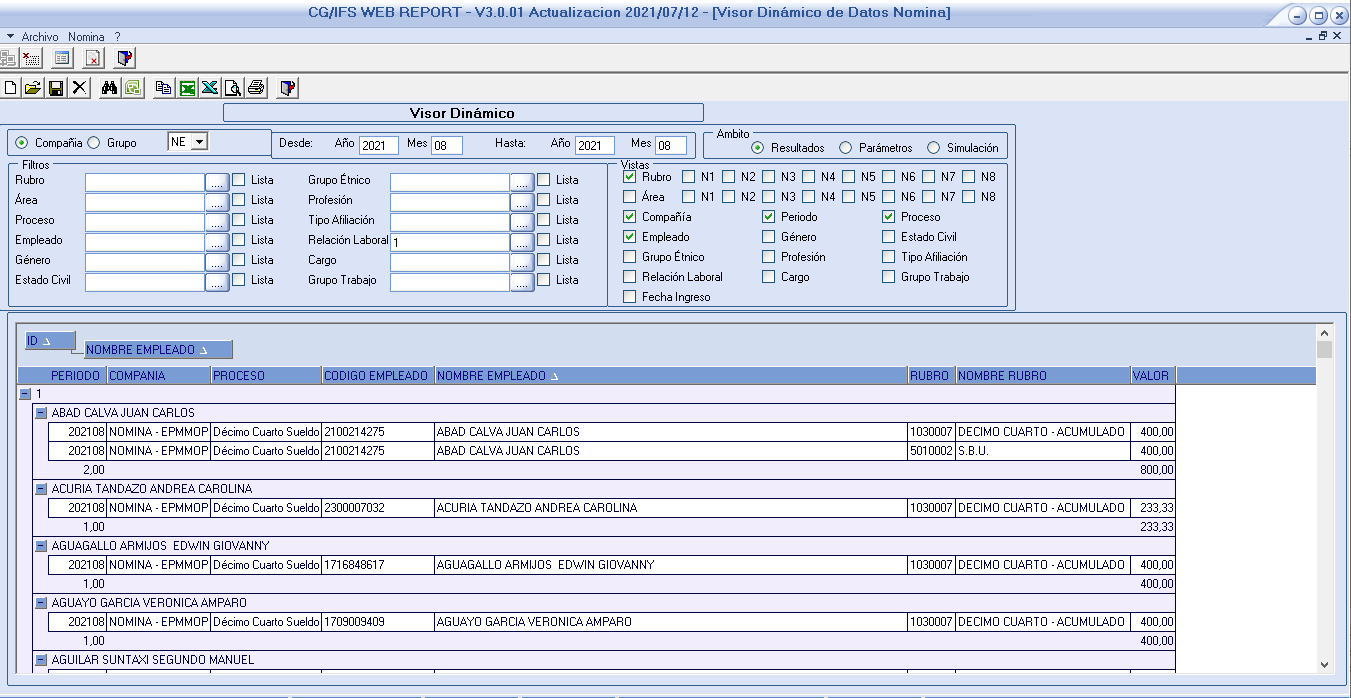 CG/IFS WEB REPORT - V3.0.01 Actualizacion 2021/07/12 - [Visor Dinámico de Datos Nomina]
Archivo Nomina ?
Visor Dinámico
Compañia Grupo NE Desde: Año 2021 Mes 08 Hasta: Año 2021 Mes 08 Ambito Resultados Parámetros Simulación
Filtros
Rubro .... Lista Grupo Étnico .... Lista
Área .... Lista Profesión .... Lista
Proceso .... Lista Tipo Afiliación .... Lista
Empleado .... Lista Relación Laboral 1 .... Lista
Género .... Lista Cargo .... Lista
Estado Civil .... Lista Grupo Trabajo .... Lista
Vistas
Rubro N1 N2 N3 N4 N5 N6 N7 N8
Área N1 N2 N3 N4 N5 N6 N7 N8
Compañía Periodo Proceso
Empleado Género Estado Civil
Grupo Étnico Profesión Tipo Afiliación
Relación Laboral Cargo Grupo Trabajo
Fecha Ingreso
ID
NOMBRE EMPLEADO
PERIODO COMPANIA PROCESO CODIGO EMPLEADO NOMBRE EMPLEADO RUBRO NOMBRE RUBRO VALOR
1
ABAD CALVA JUAN CARLOS
202108 NOMINA - EPMMOP Décimo Cuarto Sueldo 2100214275 ABAD CALVA JUAN CARLOS 1030007 DECIMO CUARTO - ACUMULADO 400,00
202108 NOMINA - EPMMOP Décimo Cuarto Sueldo 2100214275 ABAD CALVA JUAN CARLOS 5010002 S.B.U. 400,00
2,00 800,00
ACURIA TANDAZO ANDREA CAROLINA
202108 NOMINA - EPMMOP Décimo Cuarto Sueldo 2300007032 ACURIA TANDAZO ANDREA CAROLINA 1030007 DECIMO CUARTO - ACUMULADO 233,33
1,00 233,33
AGUAGALLO ARMIJOS EDWIN GIOVANNY
202108 NOMINA - EPMMOP Décimo Cuarto Sueldo 1716848617 AGUAGALLO ARMIJOS EDWIN GIOVANNY 1030007 DECIMO CUARTO - ACUMULADO 400,00
1,00 400,00
AGUAYO GARCIA VERONICA AMPARO
202108 NOMINA - EPMMOP Décimo Cuarto Sueldo 1709009409 AGUAYO GARCIA VERONICA AMPARO 1030007 DECIMO CUARTO - ACUMULADO 400,00
1,00 400,00
AGUILAR SUNTAXI SEGUNDO MANUEL